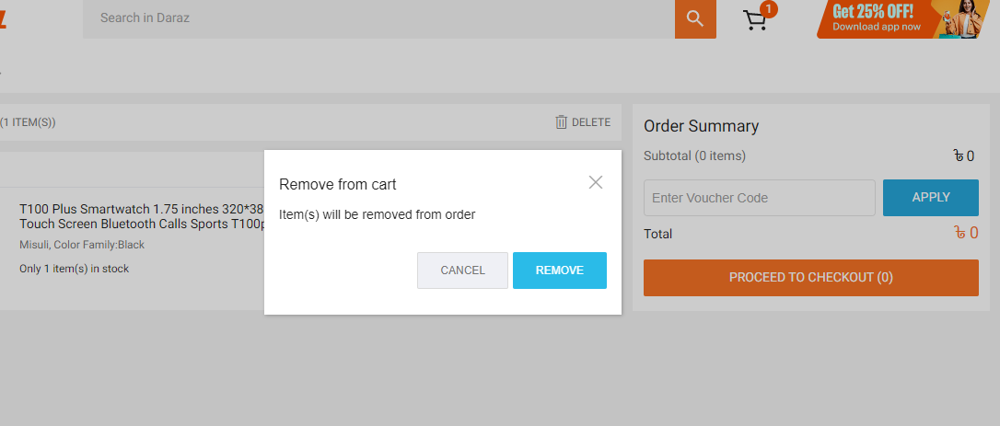 Search in Daraz
1
Get 25% OFF!
Download app now
(1 ITEM(S))
DELETE
Order Summary
Subtotal (0 items)
৳ 0
Enter Voucher Code
APPLY
Total
৳ 0
PROCEED TO CHECKOUT (0)
Remove from cart
Item(s) will be removed from order
CANCEL
REMOVE
T100 Plus Smartwatch 1.75 inches 320*38
Touch Screen Bluetooth Calls Sports T100p
Misuli, Color Family:Black
Only 1 item(s) in stock